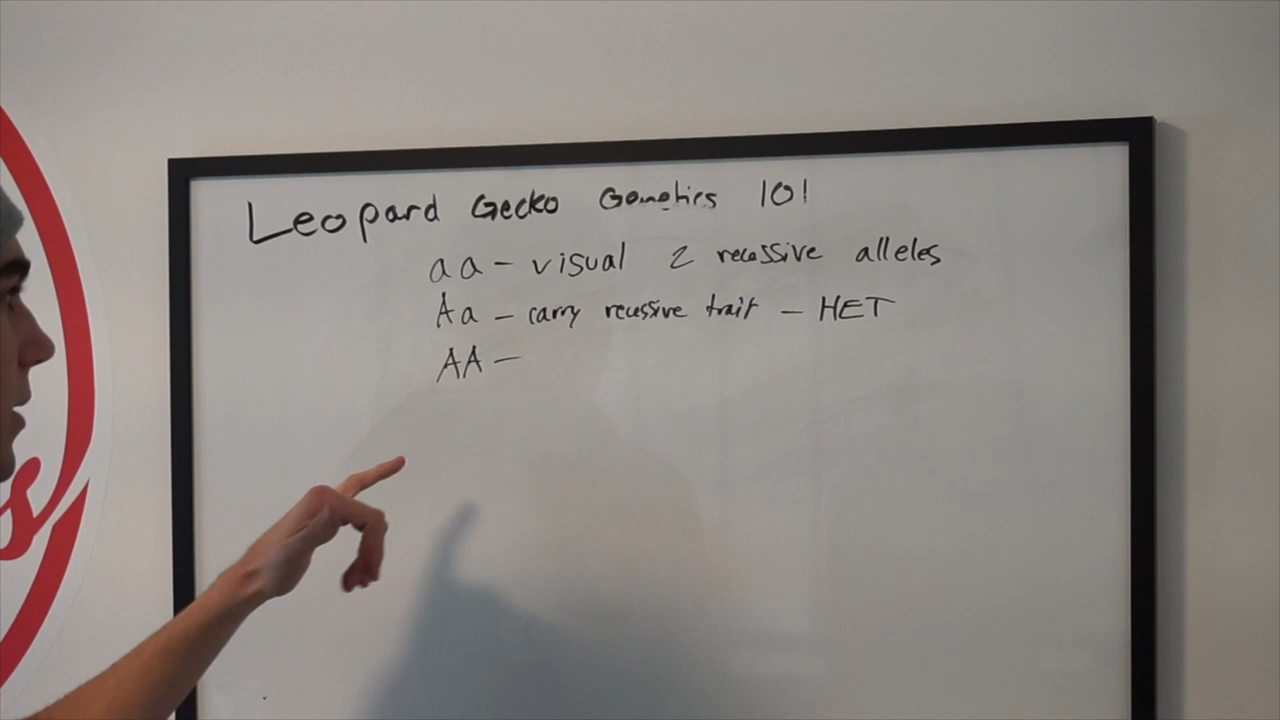 Leopard Gecko Genetics 101
aa - visual 2 recessive alleles
Aa - carry recessive trait - HET
AA -
s